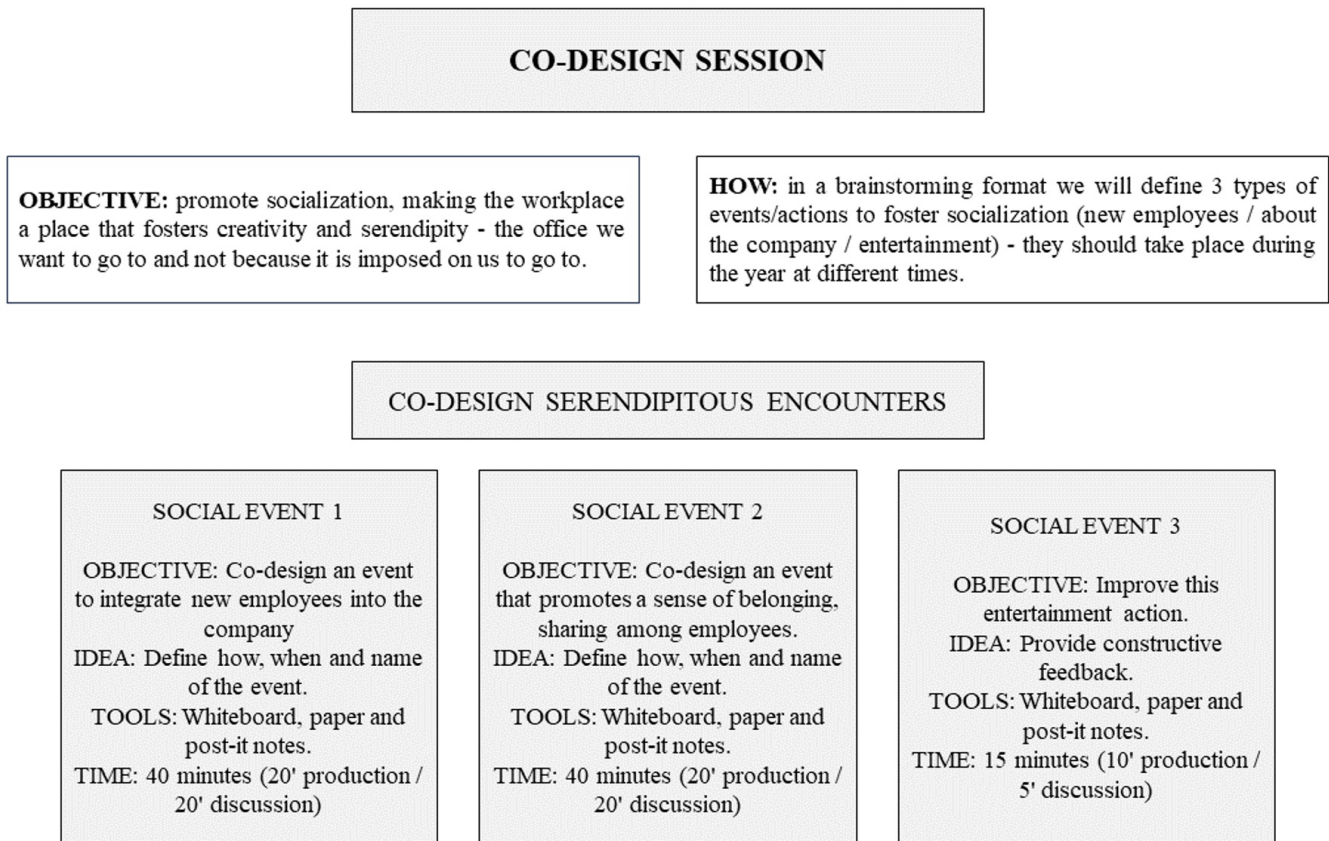 CO-DESIGN SESSION
OBJECTIVE: promote socialization, making the workplace
a place that fosters creativity and serendipity - the office we
want to go to and not because it is imposed on us to go to.
HOW: in a brainstorming format we will define 3 types of
events/actions to foster socialization (new employees / about
the company / entertainment) - they should take place during
the year at different times.
CO-DESIGN SERENDIPITOUS ENCOUNTERS
SOCIAL EVENT 1
OBJECTIVE: Co-design an event
to integrate new employees into the
company
IDEA: Define how, when and name
of the event.
TOOLS: Whiteboard, paper and
post-it notes.
TIME: 40 minutes (20' production /
20' discussion)
SOCIAL EVENT 2
OBJECTIVE: Co-design an event
that promotes a sense of belonging,
sharing among employees.
IDEA: Define how, when and name
of the event.
TOOLS: Whiteboard, paper and
post-it notes.
TIME: 40 minutes (20' production /
20' discussion)
SOCIAL EVENT 3
OBJECTIVE: Improve this
entertainment action.
IDEA: Provide constructive
feedback.
TOOLS: Whiteboard, paper and
post-it notes.
TIME: 15 minutes (10' production /
5' discussion)